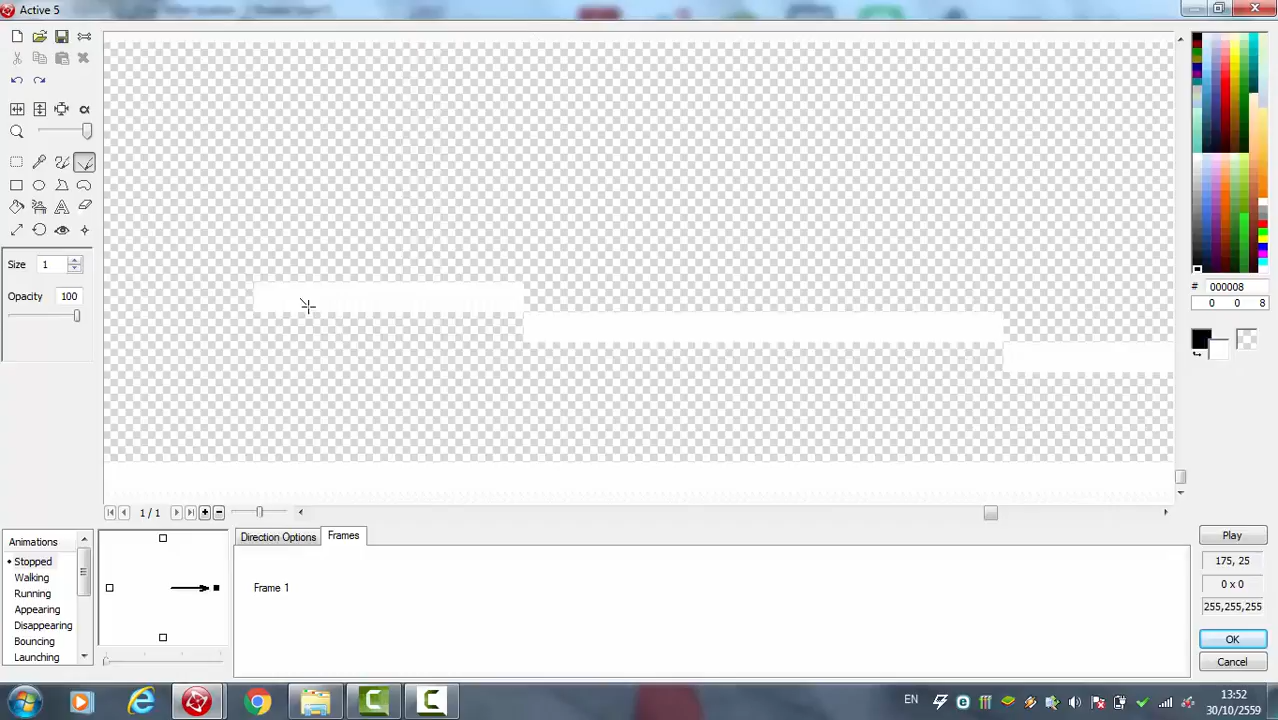 Active 5
Size 1
Opacity 100
# 000008
0 0 8
1 / 1
Animations
Stopped
Walking
Running
Appearing
Disappearing
Bouncing
Launching
Direction Options
Frames
Frame 1
Play
175, 25
0 x 0
255,255,255
OK
Cancel
EN
13:52
30/10/2559